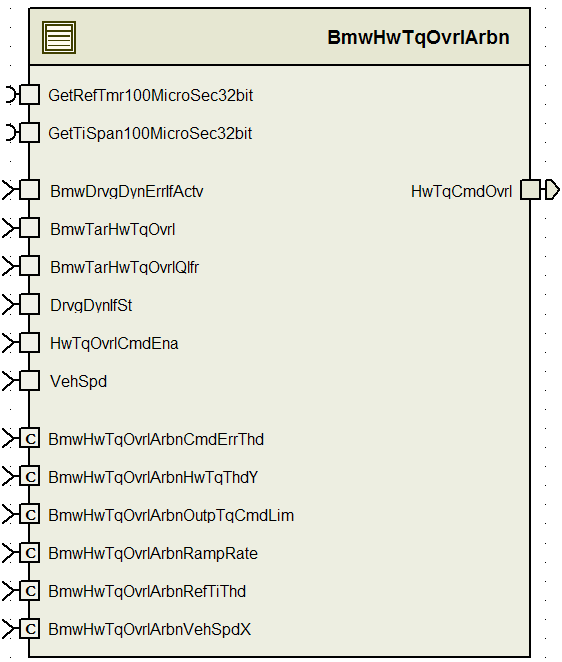 BmwHwTqOvrlArbn
GetRefTmr100MicroSec32bit
GetTiSpan100MicroSec32bit
BmwDrvgDynErrIfActv
HwTqCmdOvrl
BmwTarHwTqOvrl
BmwTarHwTqOvrlQlfr
DrvgDynIfSt
HwTqOvrlCmdEna
VehSpd
C BmwHwTqOvrlArbnCmdErrThd
C BmwHwTqOvrlArbnHwTqThdY
C BmwHwTqOvrlArbnOutpTqCmdLim
C BmwHwTqOvrlArbnRampRate
C BmwHwTqOvrlArbnRefTiThd
C BmwHwTqOvrlArbnVehSpdX